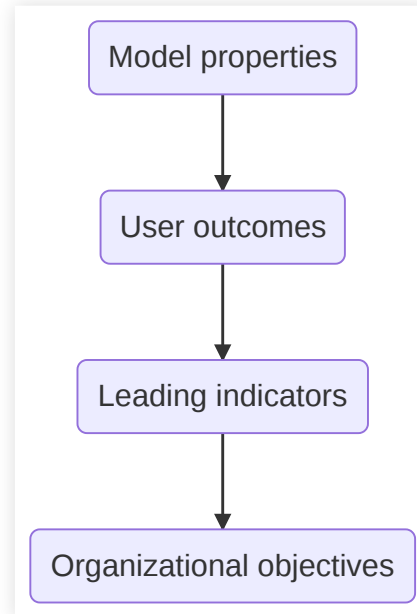 Model properties
User outcomes
Leading indicators
Organizational objectives